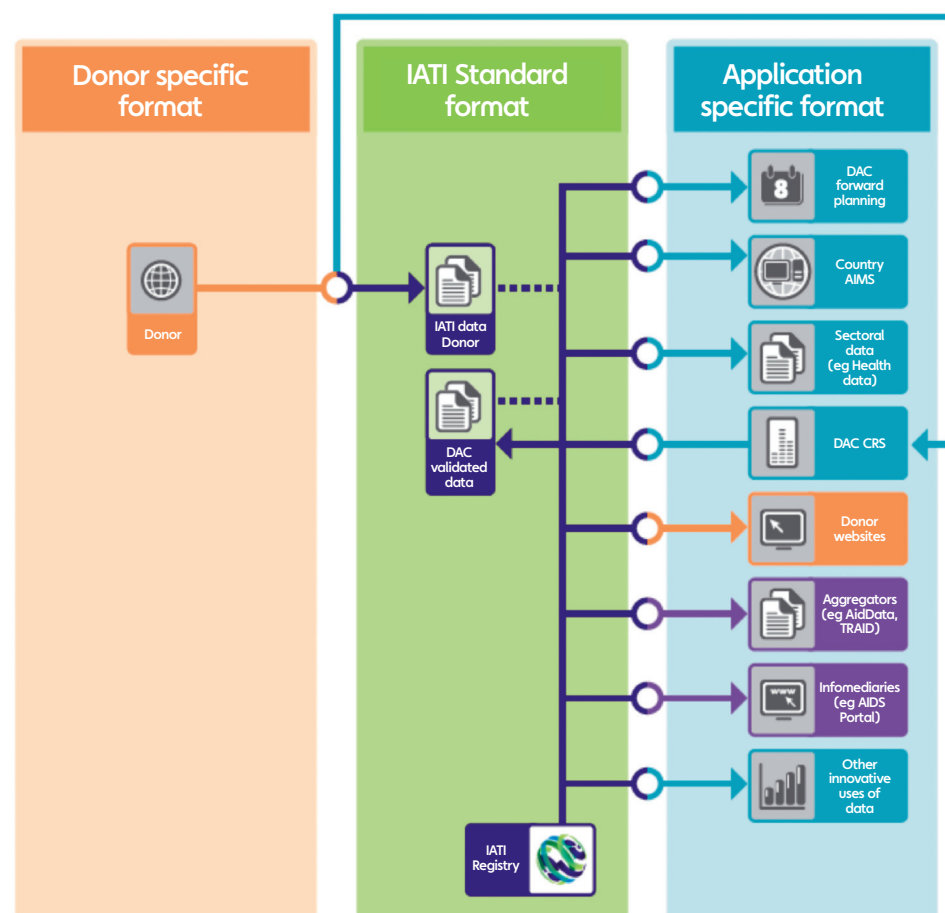 Donor specific
format
IATI Standard
format
Application
specific format
Donor
IATI data
Donor
DAC
validated
data
IATI
Registry
8
DAC
forward
planning
Country
AIMS
Sectoral
data
(eg Health
data)
DAC CRS
Donor
websites
Aggregators
(eg AidData,
TRAID)
www
Infomediaries
(eg AIDS
Portal)
Other
innovative
uses of
data